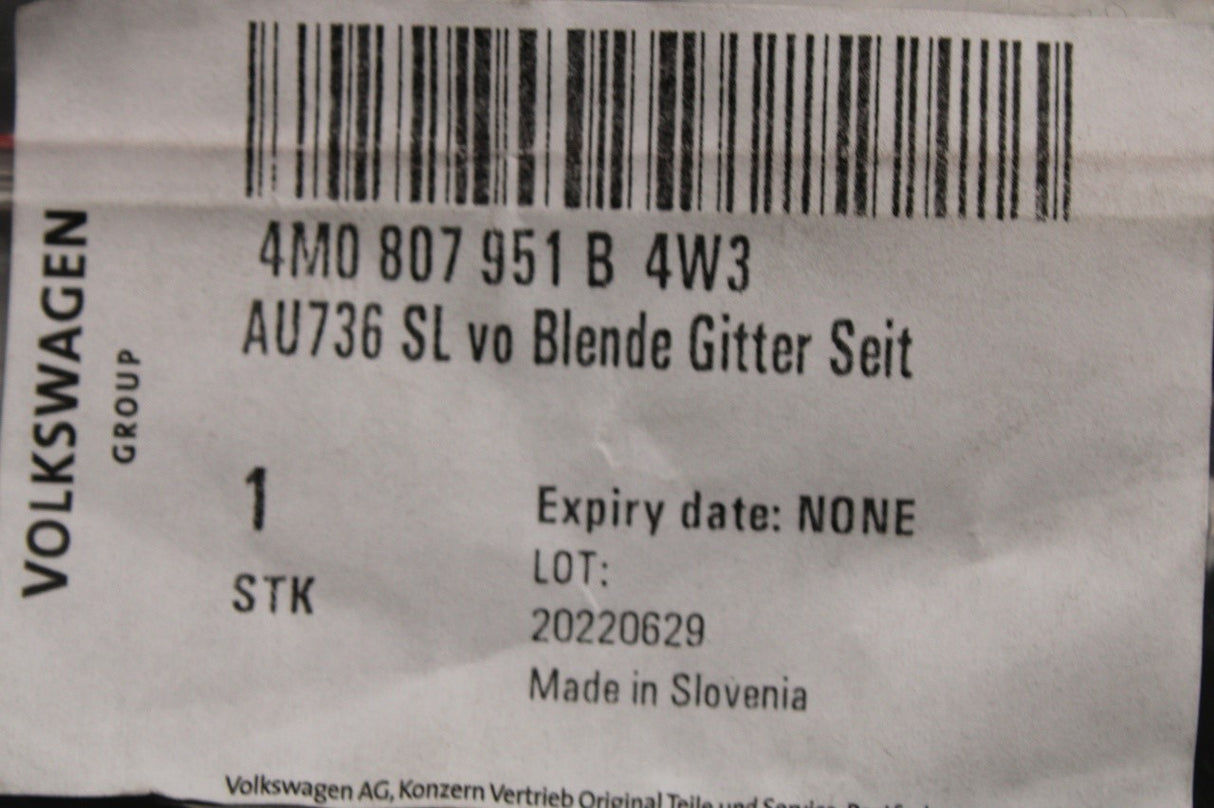 4M0 807 951 B 4W3
AU736 SL vo Blende Gitter Seit
VOLKSWAGEN
GROUP
1
STK
Expiry date: NONE
LOT:
20220629
Made in Slovenia
Volkswagen AG, Konzern Vertrieb Original Teile und Service,